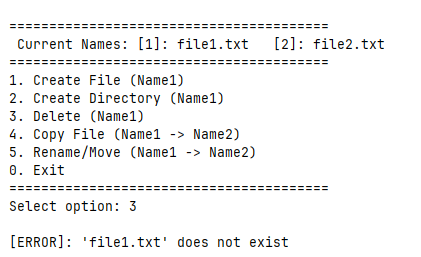 ========================================
 Current Names: [1]: file1.txt   [2]: file2.txt
========================================
1. Create File (Name1)
2. Create Directory (Name1)
3. Delete (Name1)
4. Copy File (Name1 -> Name2)
5. Rename/Move (Name1 -> Name2)
0. Exit
========================================
Select option: 3

[ERROR]: 'file1.txt' does not exist